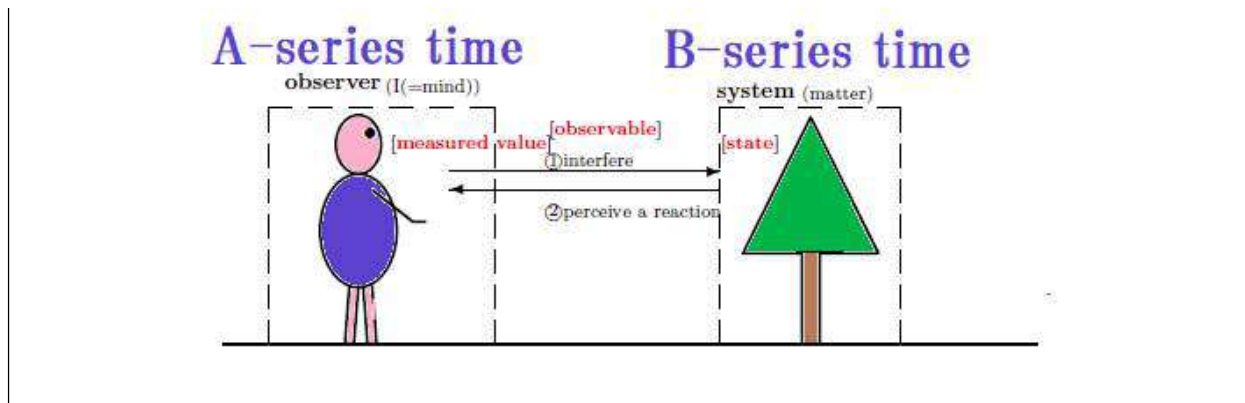 A-series time
B-series time
observer (I(=mind))
system (matter)
[observable]
[measured value]
[state]
①interfere
②perceive a reaction